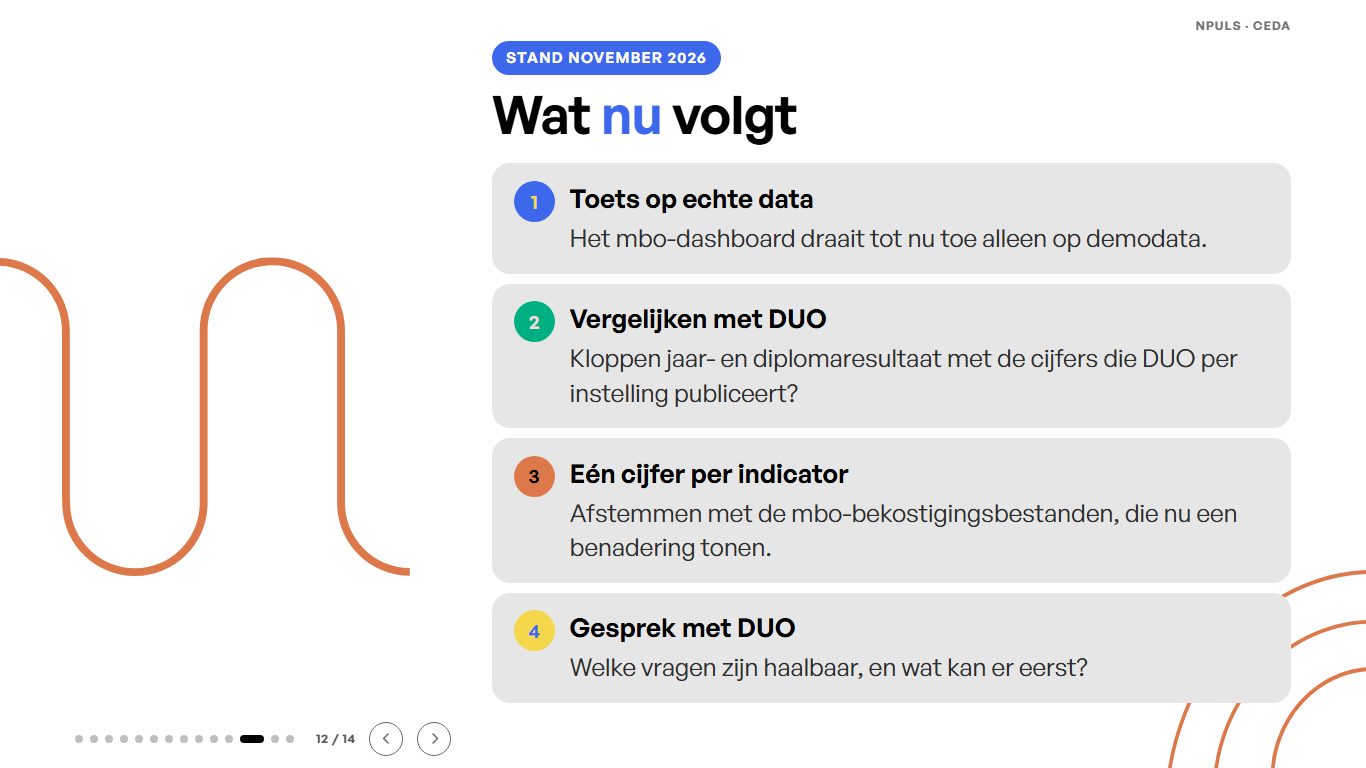 NPULS · CEDA
STAND NOVEMBER 2026
Wat nu volgt
1
Toets op echte data
Het mbo-dashboard draait tot nu toe alleen op demodata.
2
Vergelijken met DUO
Kloppen jaar- en diplomaresultaat met de cijfers die DUO per
instelling publiceert?
3
Eén cijfer per indicator
Afstemmen met de mbo-bekostigingsbestanden, die nu een
benadering tonen.
4
Gesprek met DUO
Welke vragen zijn haalbaar, en wat kan er eerst?
12 / 14